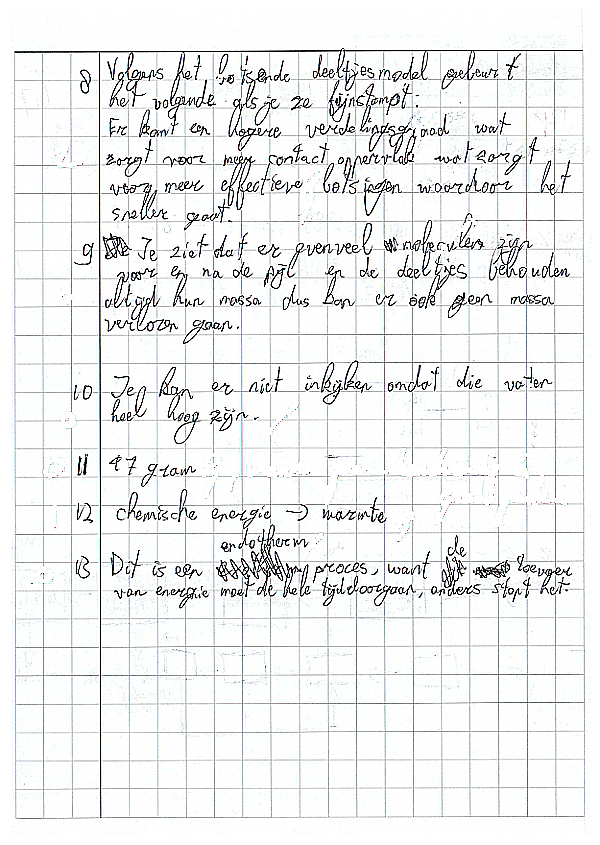 8 Volgens het botsende deeltjesmodel gebeurt
het volgende als je ze fijnstampt:
Er komt een hogere verdelingsgraad wat
zorgt voor meer contactoppervlak wat zorgt
voor meer effectieve botsingen waardoor het
sneller gaat.
9 Je ziet dat er evenveel moleculen zijn
voor en na de pijl en de deeltjes behouden
altijd hun massa dus kan er ook geen massa
verloren gaan.
10 Je kan er niet inkijken omdat die vaten
heel hoog zijn.
11 47 gram
12 chemische energie → warmte
13 Dit is een endotherm proces, want de toevoer
van energie moet de hele tijd doorgaan, anders stopt het.